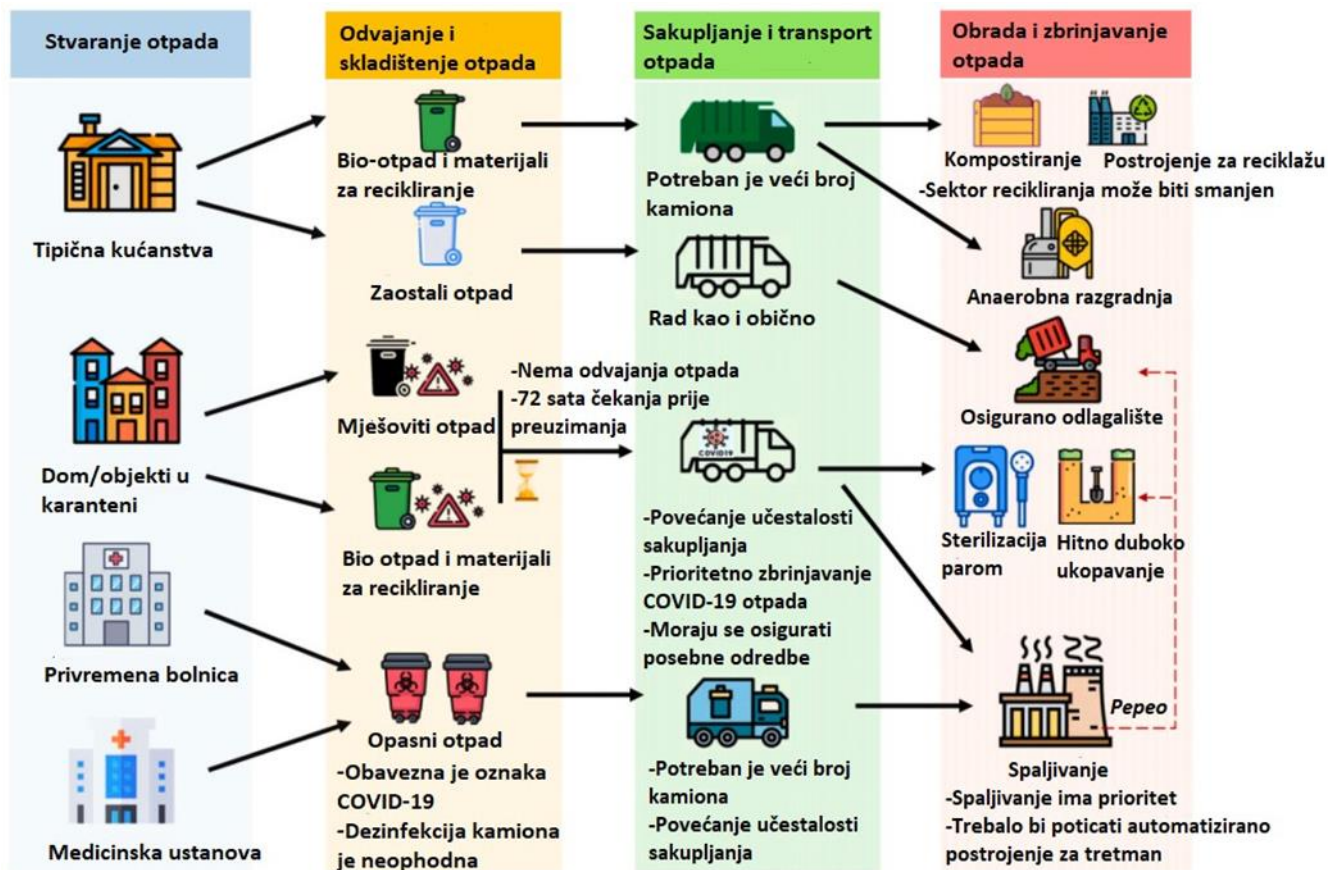 Stvaranje otpada
Odvajanje i
skladištenje otpada
Sakupljanje i transport
otpada
Obrada i zbrinjavanje
otpada
Tipična kućanstva
Dom/objekti u
karanteni
Privremena bolnica
Medicinska ustanova
Bio-otpad i materijali
za recikliranje
Zaostali otpad
Mješoviti otpad
Bio otpad i materijali
za recikliranje
Opasni otpad
-Obavezna je oznaka
COVID-19
-Dezinfekcija kamiona
je neophodna
Potreban je veći broj
kamiona
Rad kao i obično
-Nema odvajanja otpada
-72 sata čekanja prije
preuzimanja
COVID19
-Povećanje učestalosti
sakupljanja
-Prioritetno zbrinjavanje
COVID-19 otpada
-Moraju se osigurati
posebne odredbe
-Potreban je veći broj
kamiona
-Povećanje učestalosti
sakupljanja
Kompostiranje
Postrojenje za reciklažu
-Sektor recikliranja može biti smanjen
Anaerobna razgradnja
Osigurano odlagalište
Sterilizacija
parom
Hitno duboko
ukopavanje
Pepeo
Spaljivanje
-Spaljivanje ima prioritet
-Trebalo bi poticati automatizirano
postrojenje za tretman